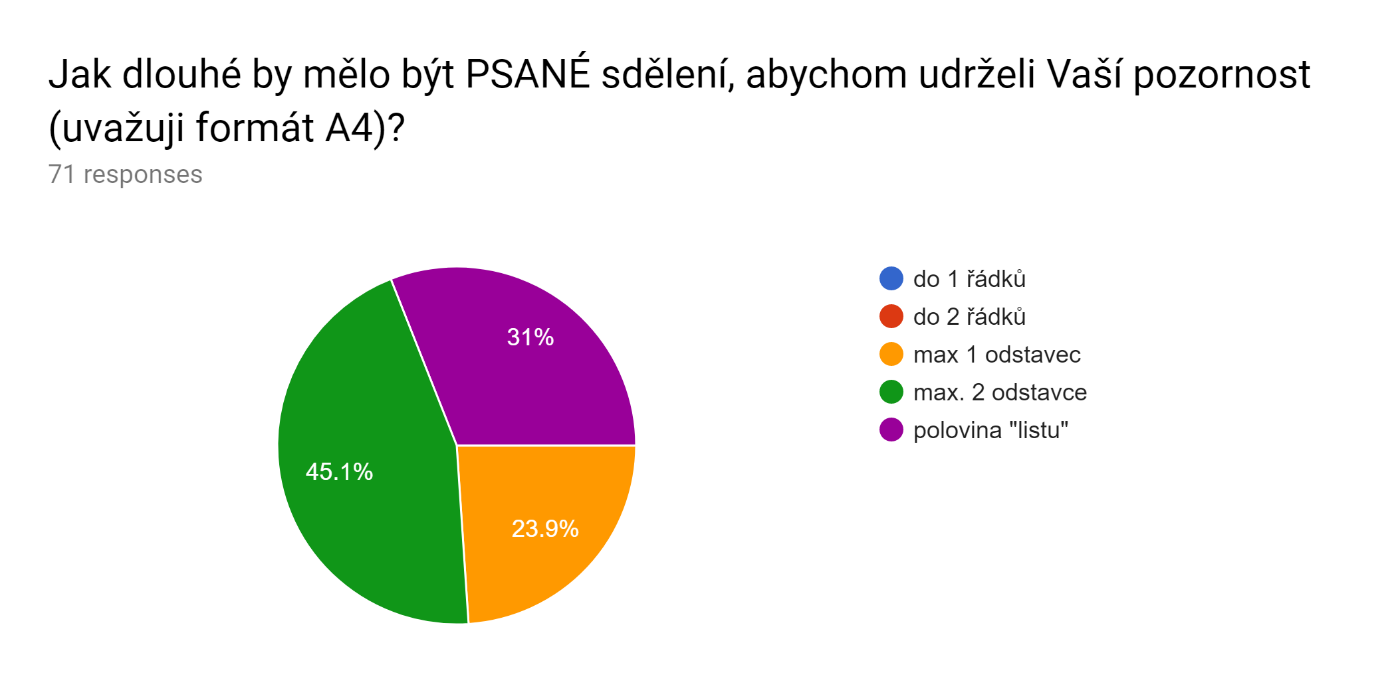 Jak dlouhé by mělo být PSANÉ sdělení, abychom udrželi Vaší pozornost
(uvažuji formát A4)?
71 responses
31%
45.1%
23.9%
do 1 řádků
do 2 řádků
max 1 odstavec
max. 2 odstavce
polovina "listu"